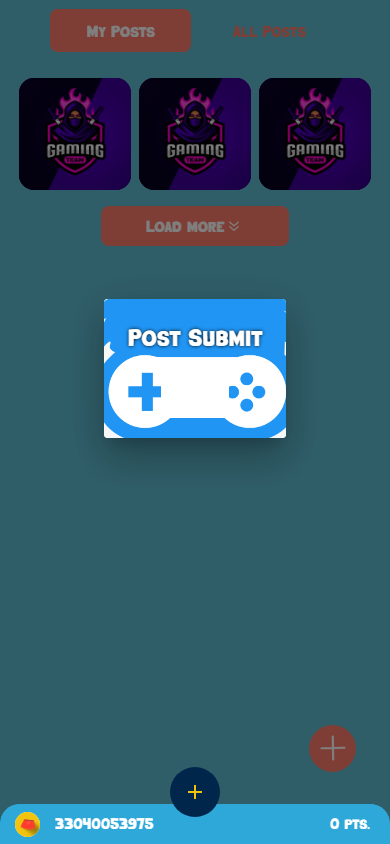 My Posts
All Posts
GAMING
TEAM
GAMING
TEAM
GAMING
TEAM
Load more
Post Submit
33040053975
0 pts.